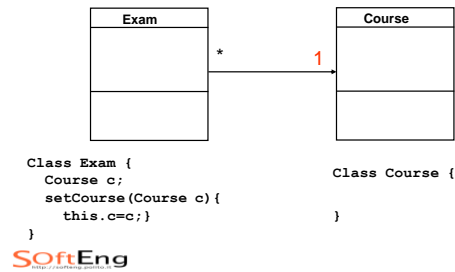 Exam
Course
*
1
Class Exam {
Course c;
setCourse(Course c){
this.c=c;}
}
Class Course {
}
SOftEng
http://softeng.polito.it